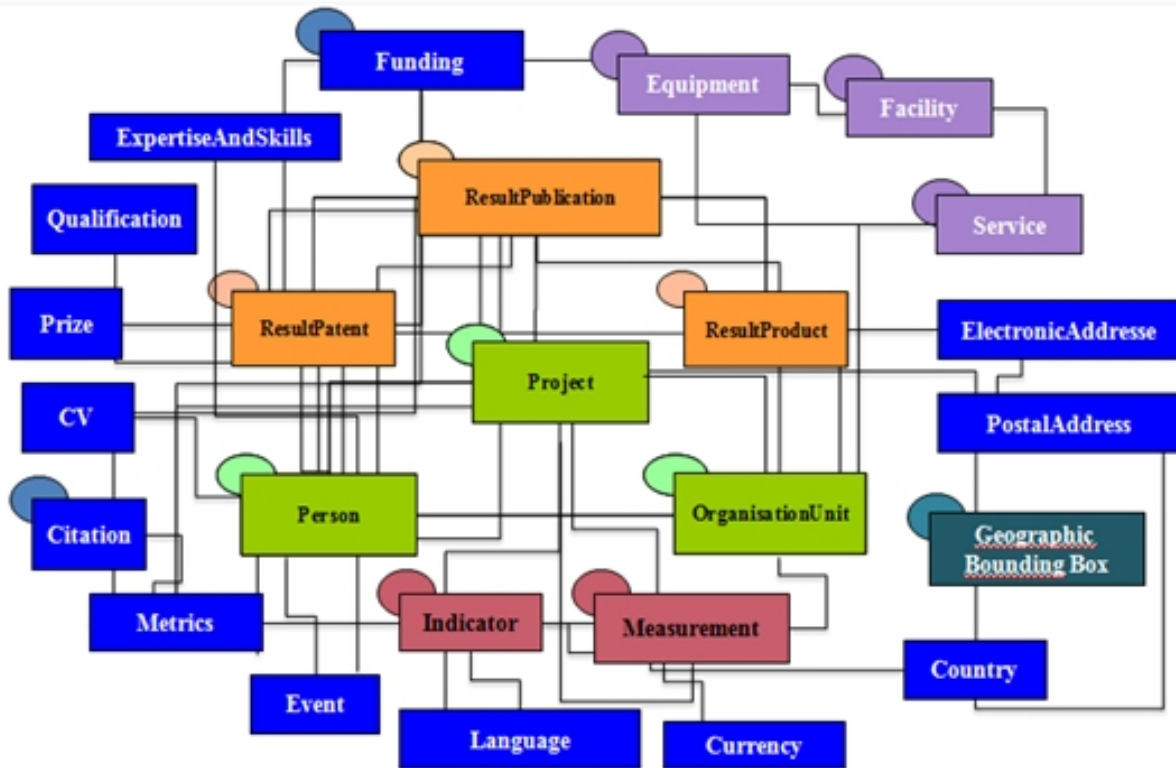 Funding
Equipment
Facility
ExpertiseAndSkills
ResultPublication
Qualification
Service
Prize
ResultPatent
ResultProduct
ElectronicAddresse
Project
CV
PostalAddress
Person
OrganisationUnit
Citation
Geographic
Bounding Box
Metrics
Indicator
Measurement
Country
Event
Language
Currency